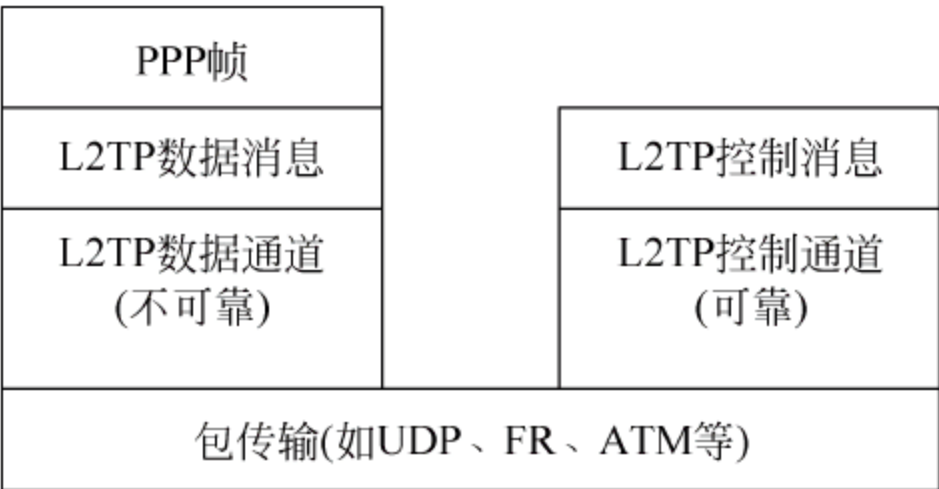 PPP帧
L2TP数据消息
L2TP数据通道
(不可靠)
L2TP控制消息
L2TP控制通道
(可靠)
包传输(如UDP、FR、ATM等)